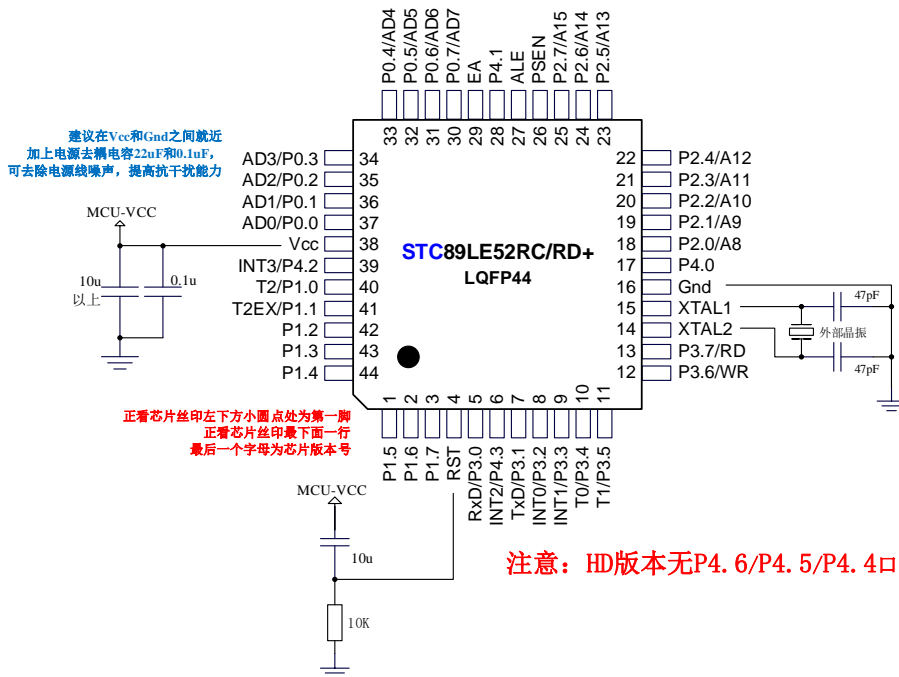 P0.4/AD4
P0.5/AD5
P0.6/AD6
P0.7/AD7
EA
P4.1
ALE
PSEN
P2.7/A15
P2.6/A14
P2.5/A13
33
32
31
30
29
28
27
26
25
24
23
建议在Vcc和Gnd之间就近
加上电源去耦电容22uF和0.1uF,
可去除电源线噪声，提高抗干扰能力
MCU-VCC
10u
以上
0.1u
AD3/P0.3 34
AD2/P0.2 35
AD1/P0.1 36
AD0/P0.0 37
Vcc 38
INT3/P4.2 39
T2/P1.0 40
T2EX/P1.1 41
P1.2 42
P1.3 43
P1.4 44
STC89LE52RC/RD+
LQFP44
22 P2.4/A12
21 P2.3/A11
20 P2.2/A10
19 P2.1/A9
18 P2.0/A8
17 P4.0
16 Gnd
15 XTAL1
14 XTAL2
13 P3.7/RD
12 P3.6/WR
47pF
外部晶振
47pF
1
2
3
4
5
6
7
8
9
10
11
P1.5
P1.6
P1.7
RST
RxD/P3.0
INT2/P4.3
TxD/P3.1
INT0/P3.2
INT1/P3.3
T0/P3.4
T1/P3.5
正看芯片丝印左下方小圆点处为第一脚
正看芯片丝印最下面一行
最后一个字母为芯片版本号
MCU-VCC
10u
10K
注意：HD版本无P4.6/P4.5/P4.4口